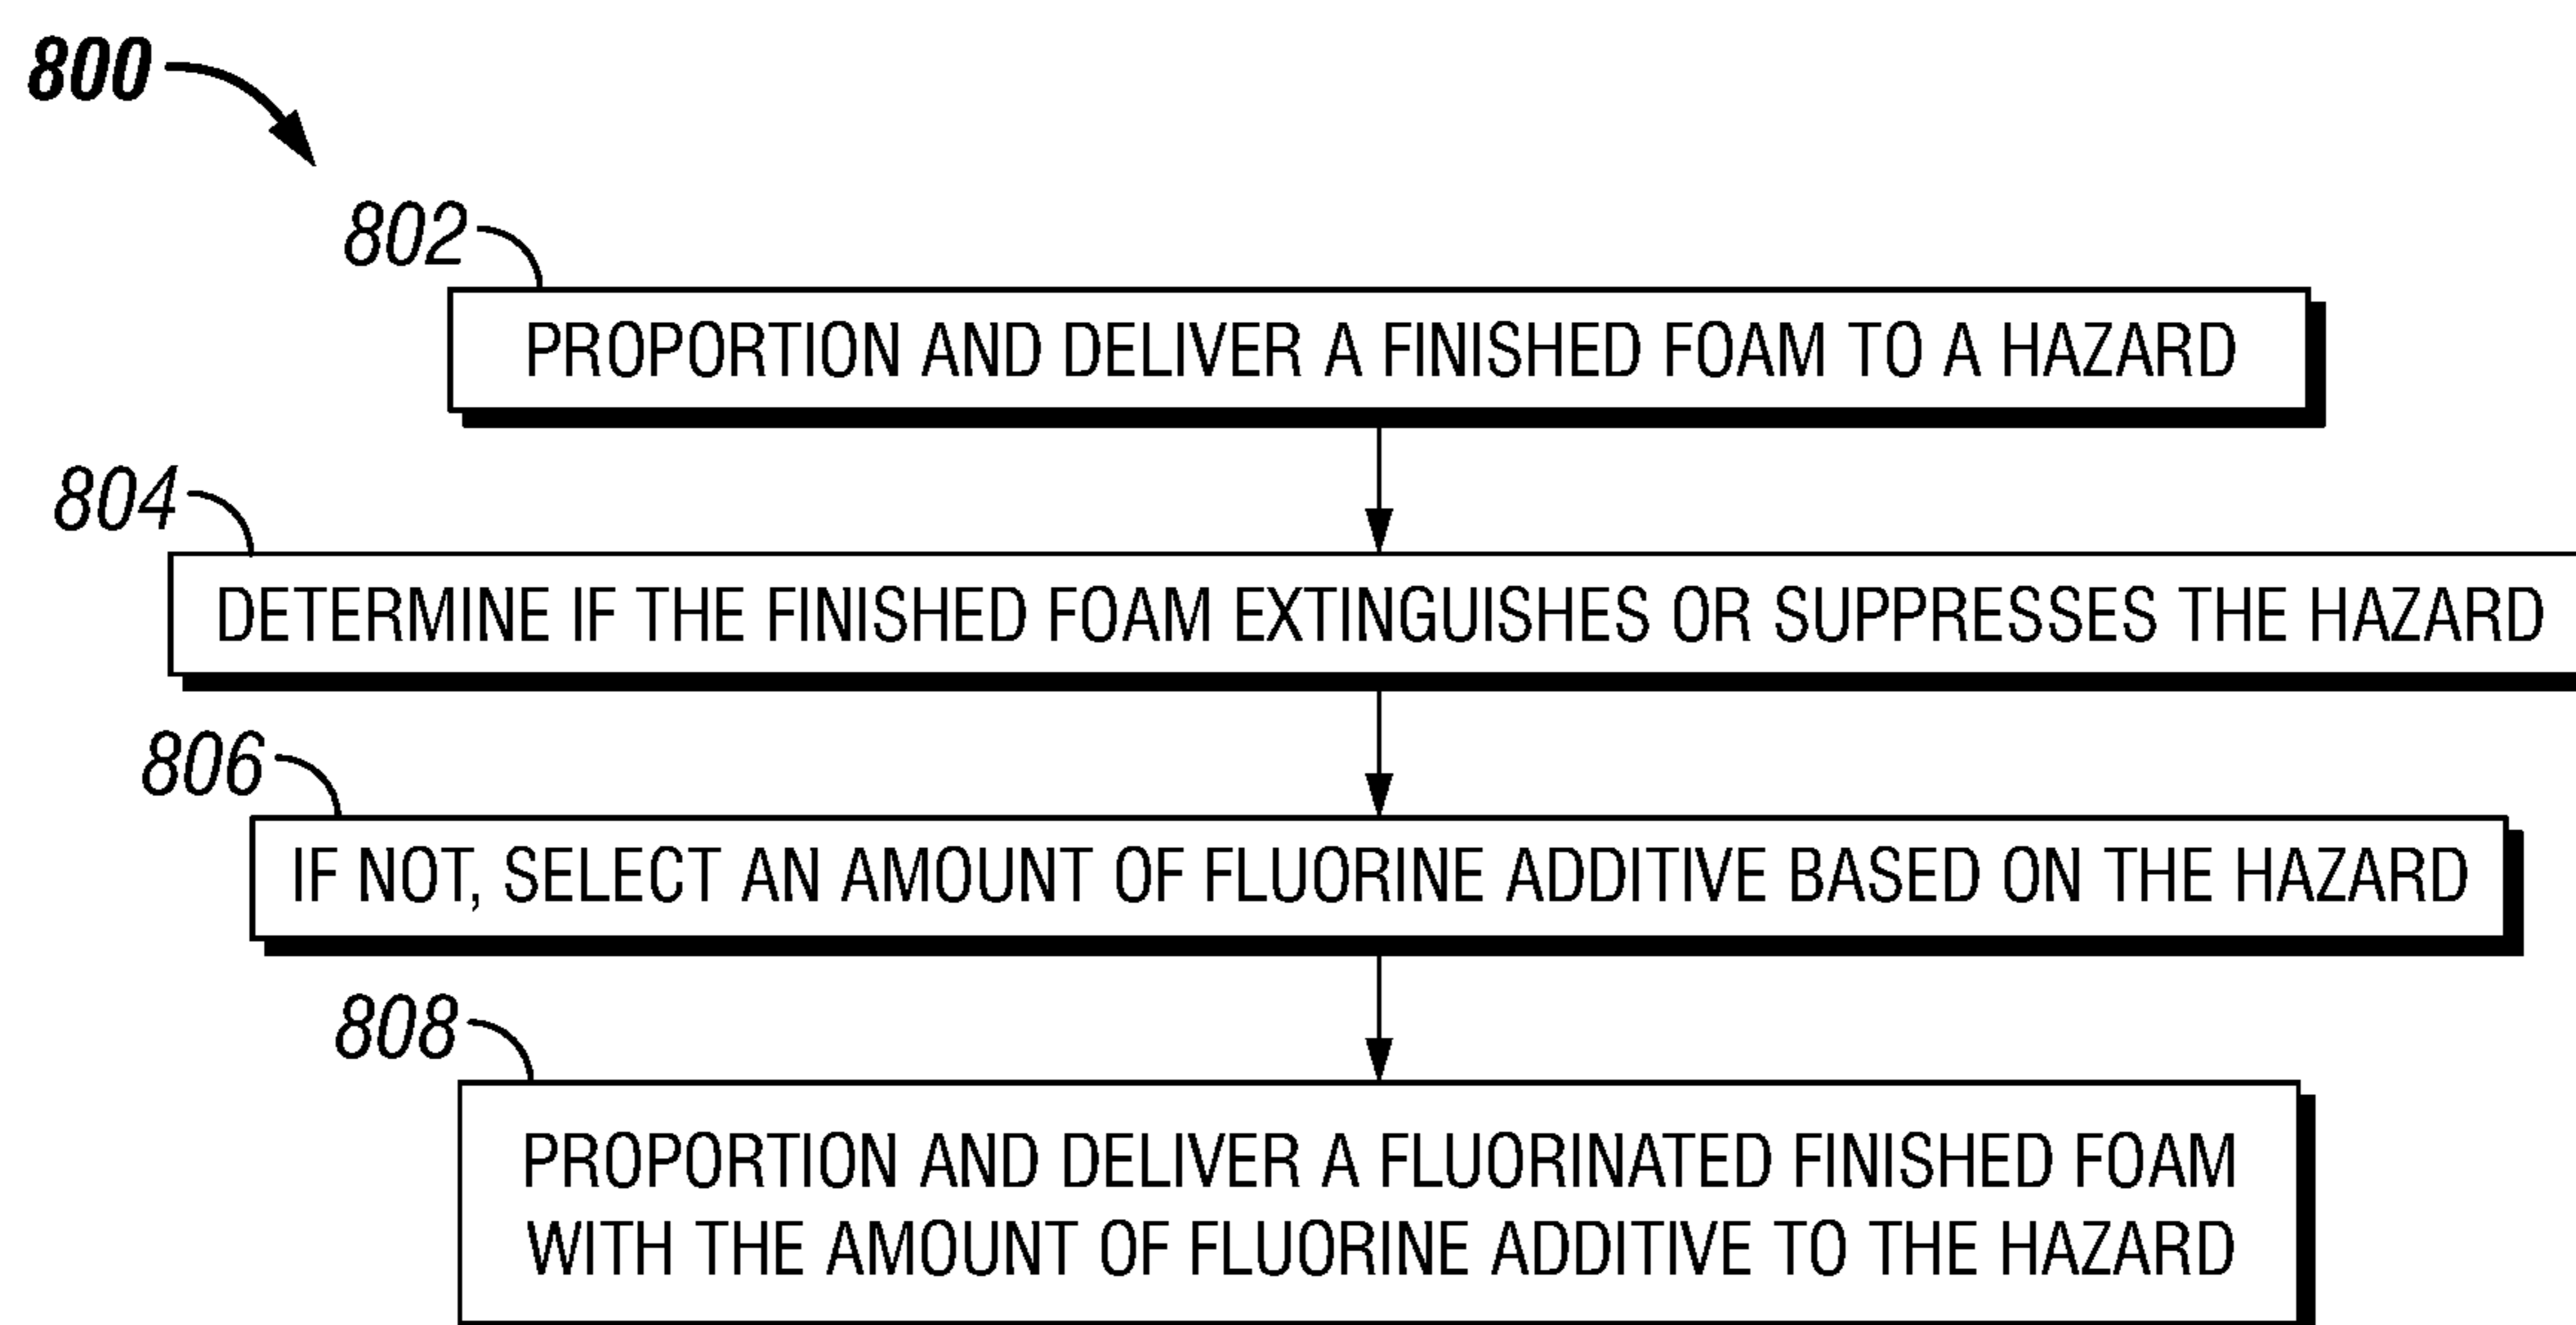 800
802
PROPORTION AND DELIVER A FINISHED FOAM TO A HAZARD
804
DETERMINE IF THE FINISHED FOAM EXTINGUISHES OR SUPPRESSES THE HAZARD
806
IF NOT, SELECT AN AMOUNT OF FLUORINE ADDITIVE BASED ON THE HAZARD
808
PROPORTION AND DELIVER A FLUORINATED FINISHED FOAM
WITH THE AMOUNT OF FLUORINE ADDITIVE TO THE HAZARD